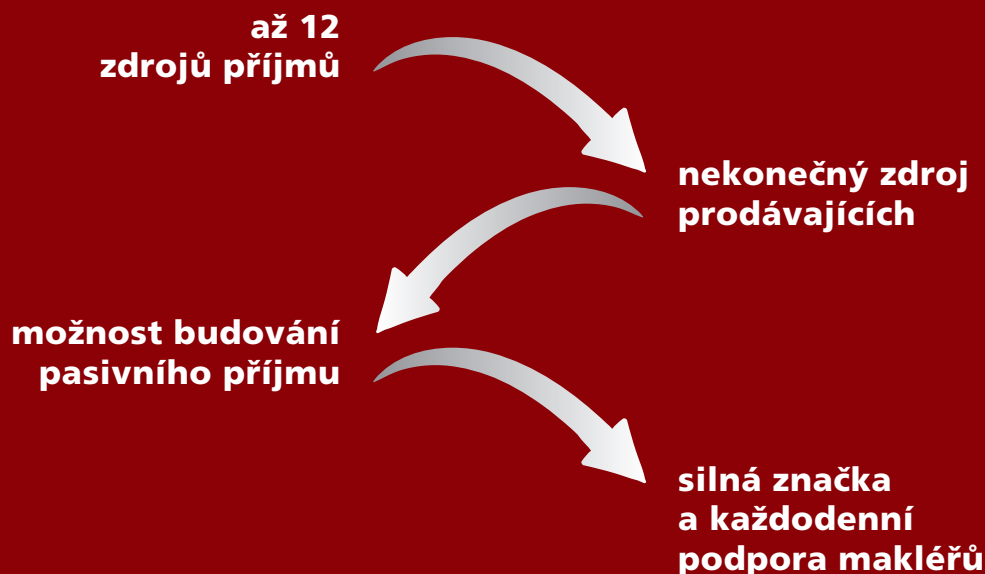 až 12
zdrojů příjmů
nekonečný zdroj
prodávajících
možnost budování
pasivního příjmu
silná značka
a každodenní
podpora makléřů